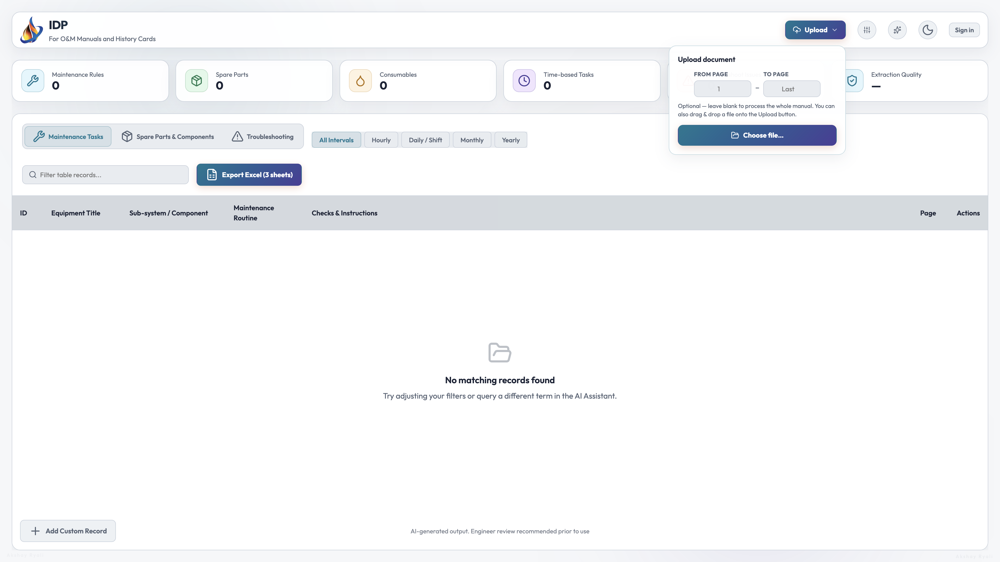 IDP
For O&M Manuals and History Cards
Upload
Sign in
Maintenance Rules
0
Spare Parts
0
Consumables
0
Time-based Tasks
0
Extraction Quality
—
Upload document
FROM PAGE
TO PAGE
1
–
Last
Optional — leave blank to process the whole manual. You can
also drag & drop a file onto the Upload button.
Choose file...
Maintenance Tasks
Spare Parts & Components
Troubleshooting
All Intervals
Hourly
Daily / Shift
Monthly
Yearly
Filter table records...
Export Excel (3 sheets)
ID
Equipment Title
Sub-system / Component
Maintenance
Routine
Checks & Instructions
Page
Actions
No matching records found
Try adjusting your filters or query a different term in the AI Assistant.
Add Custom Record
AI-generated output. Engineer review recommended prior to use
Akshay Ryali
Akshay Ryali